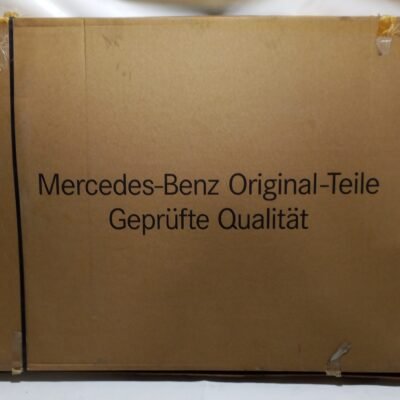 Mercedes-Benz Original-Teile
Geprüfte Qualität